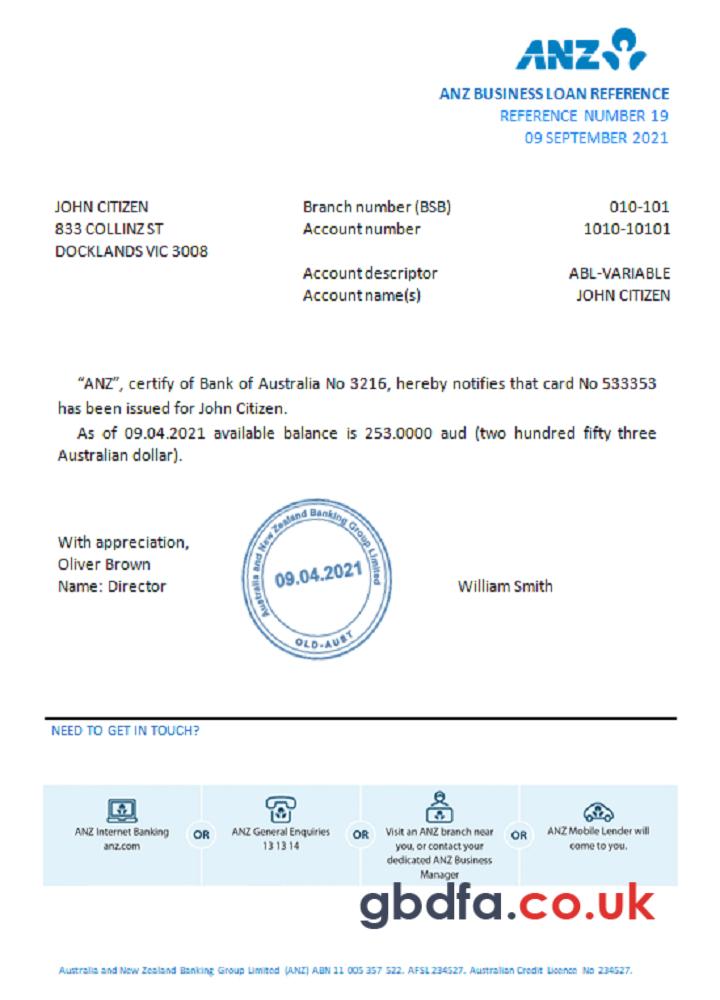 ANZ
ANZ BUSINESS LOAN REFERENCE
REFERENCE NUMBER 19
09 SEPTEMBER 2021
JOHN CITIZEN
833 COLLINZ ST
DOCKLANDS VIC 3008
Branch number (BSB) 010-101
Account number 1010-10101
Account descriptor ABL-VARIABLE
Account name(s) JOHN CITIZEN
“ANZ”, certify of Bank of Australia No 3216, hereby notifies that card No 533353
has been issued for John Citizen.
As of 09.04.2021 available balance is 253.0000 aud (two hundred fifty three
Australian dollar).
With appreciation,
Oliver Brown
Name: Director
Australia and New Zealand Banking Group Limited
09.04.2021
OLD-AUST
William Smith
NEED TO GET IN TOUCH?
ANZ Internet Banking
anz.com
OR
ANZ General Enquiries
13 13 14
OR
Visit an ANZ branch near
you, or contact your
dedicated ANZ Business
Manager
OR
ANZ Mobile Lender will
come to you.
gbdfa.co.uk
Australia and New Zealand Banking Group Limited (ANZ) ABN 11 005 357 522. AFSL 234527. Australian Credit Licence No 234527.